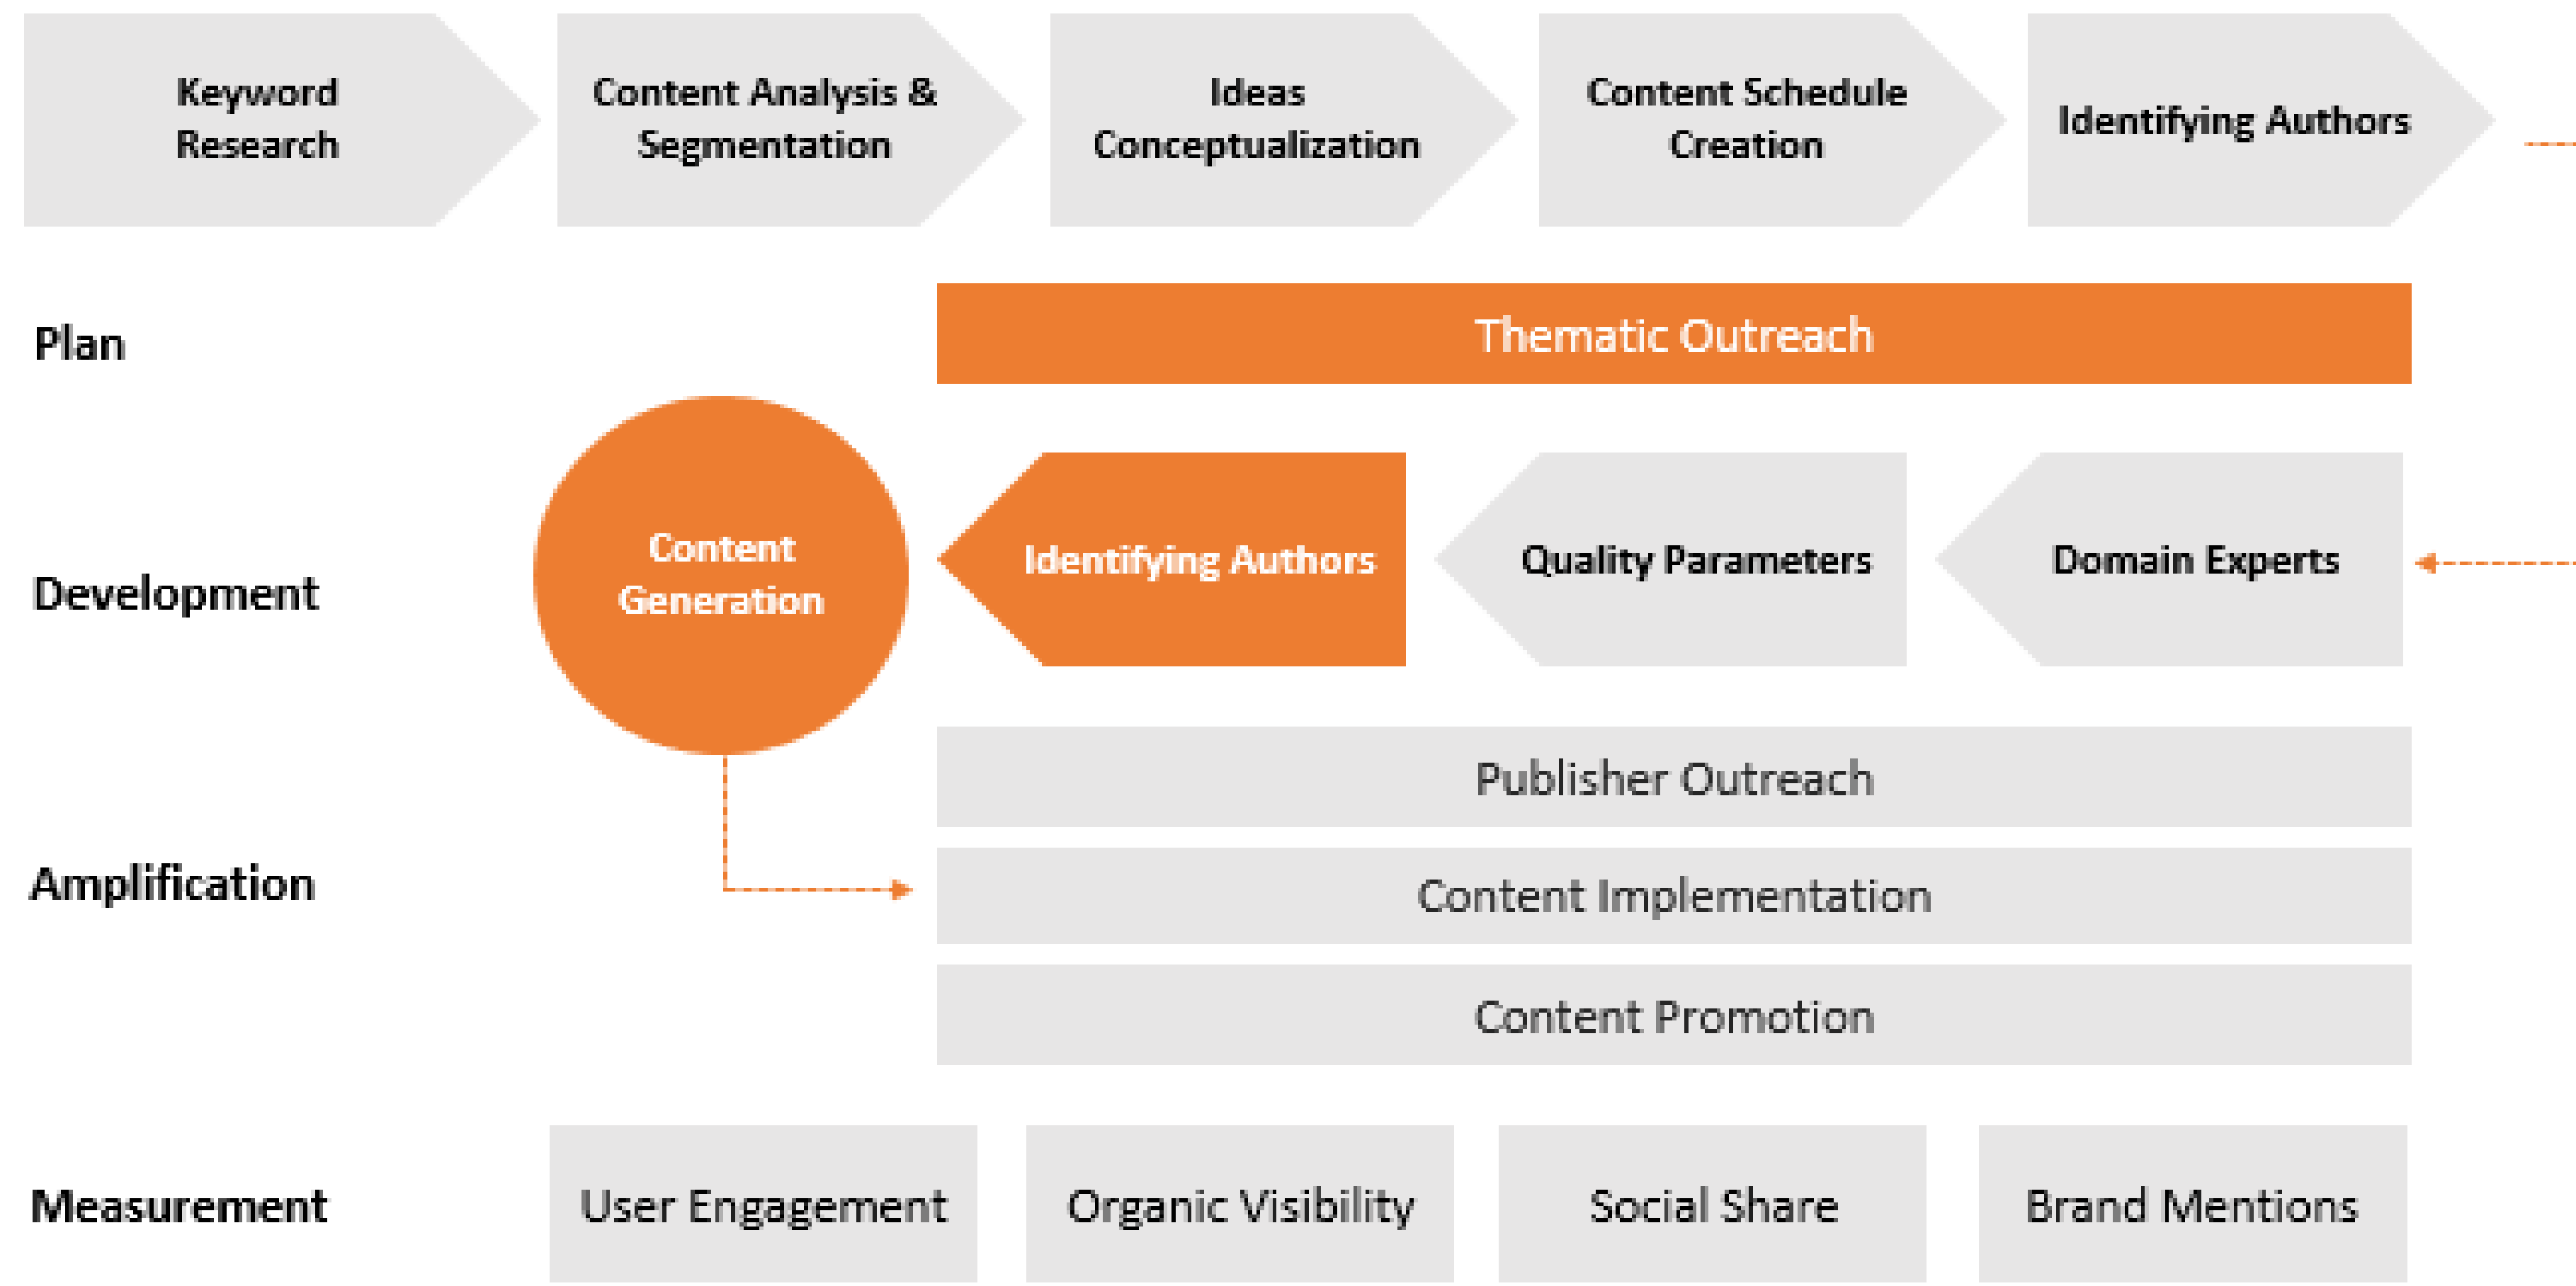 Keyword
Research
Content Analysis &
Segmentation
Ideas
Conceptualization
Content Schedule
Creation
Identifying Authors
Plan
Thematic Outreach
Development
Content
Generation
Identifying Authors
Quality Parameters
Domain Experts
Amplification
Publisher Outreach
Content Implementation
Content Promotion
Measurement
User Engagement
Organic Visibility
Social Share
Brand Mentions